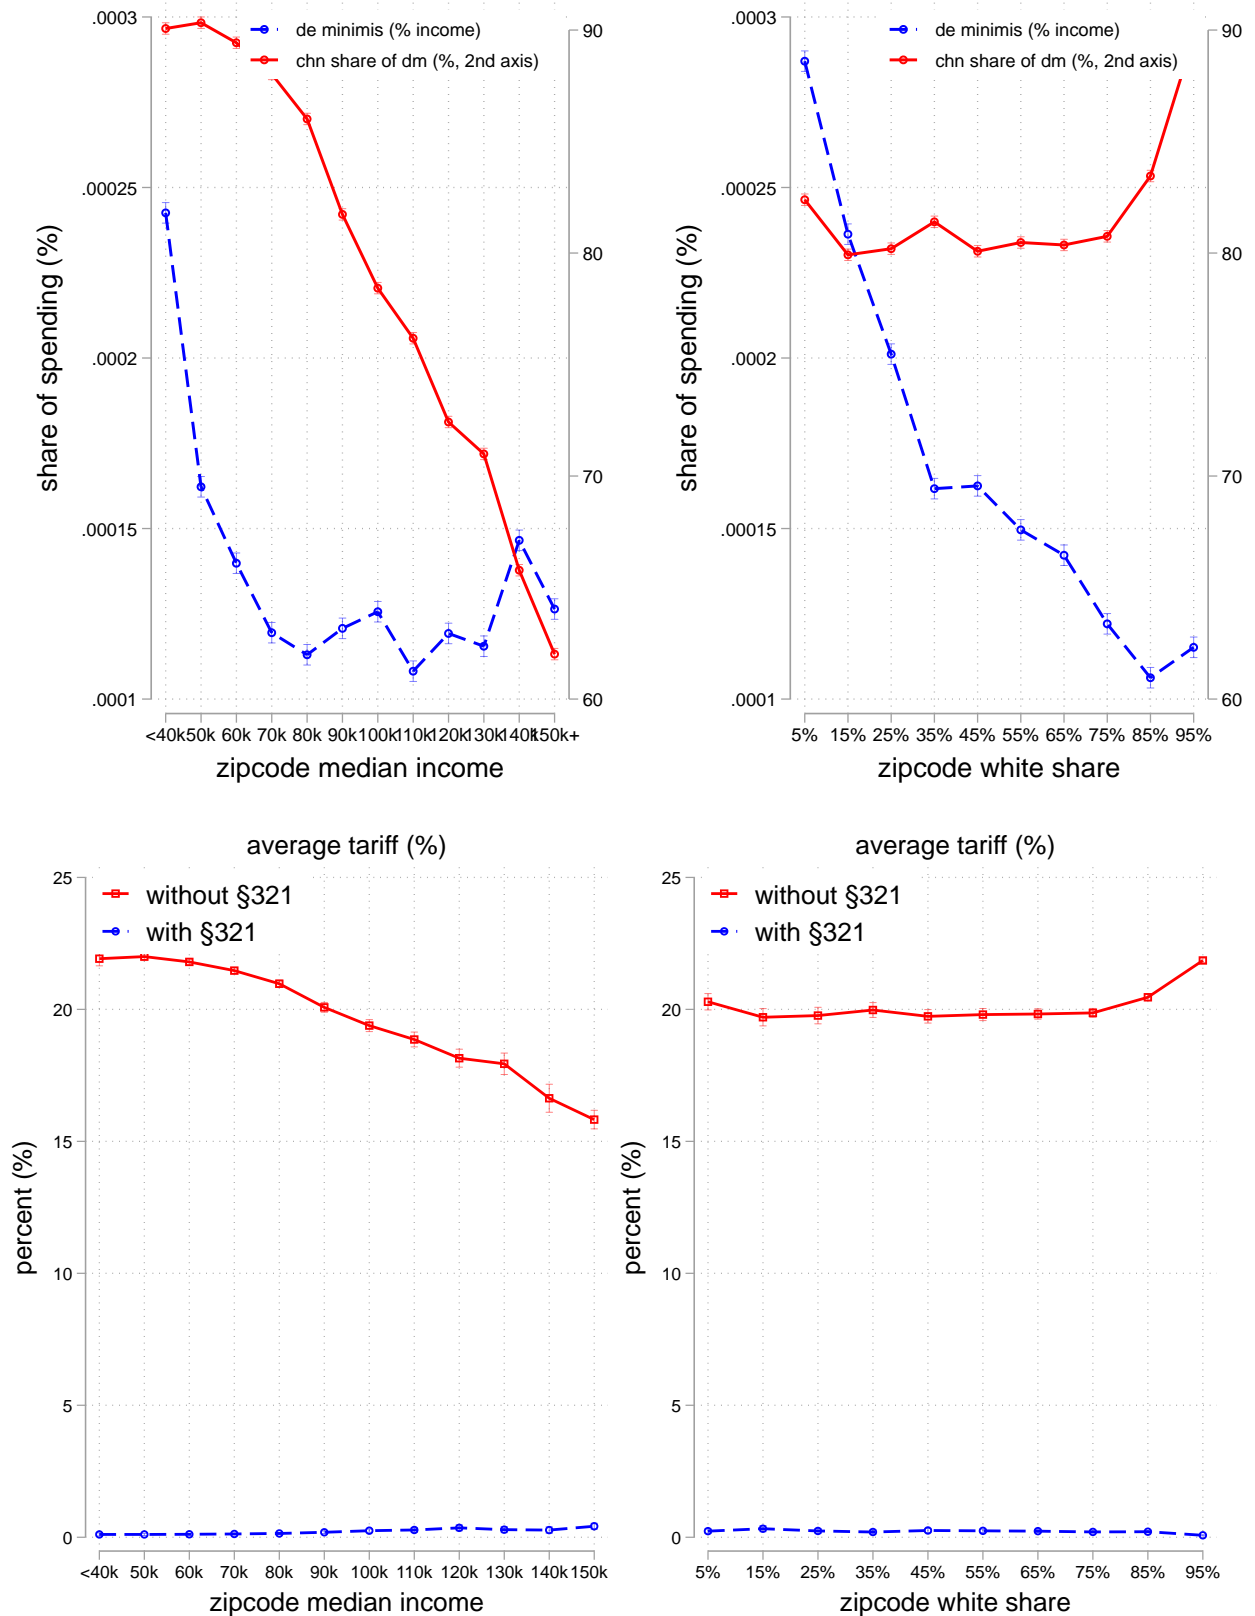 de minimis (% income)
chn share of dm (%, 2nd axis)
share of spending (%)
.0003
.00025
.0002
.00015
.0001
90
80
70
60
<40k 50k 60k 70k 80k 90k 100k 110k 120k 130k 140k 150k+
zipcode median income
de minimis (% income)
chn share of dm (%, 2nd axis)
share of spending (%)
.0003
.00025
.0002
.00015
.0001
90
80
70
60
5% 15% 25% 35% 45% 55% 65% 75% 85% 95%
zipcode white share
average tariff (%)
without §321
with §321
percent (%)
25
20
15
10
5
0
<40k 50k 60k 70k 80k 90k 100k 110k 120k 130k 140k 150k
zipcode median income
average tariff (%)
without §321
with §321
percent (%)
25
20
15
10
5
0
5% 15% 25% 35% 45% 55% 65% 75% 85% 95%
zipcode white share